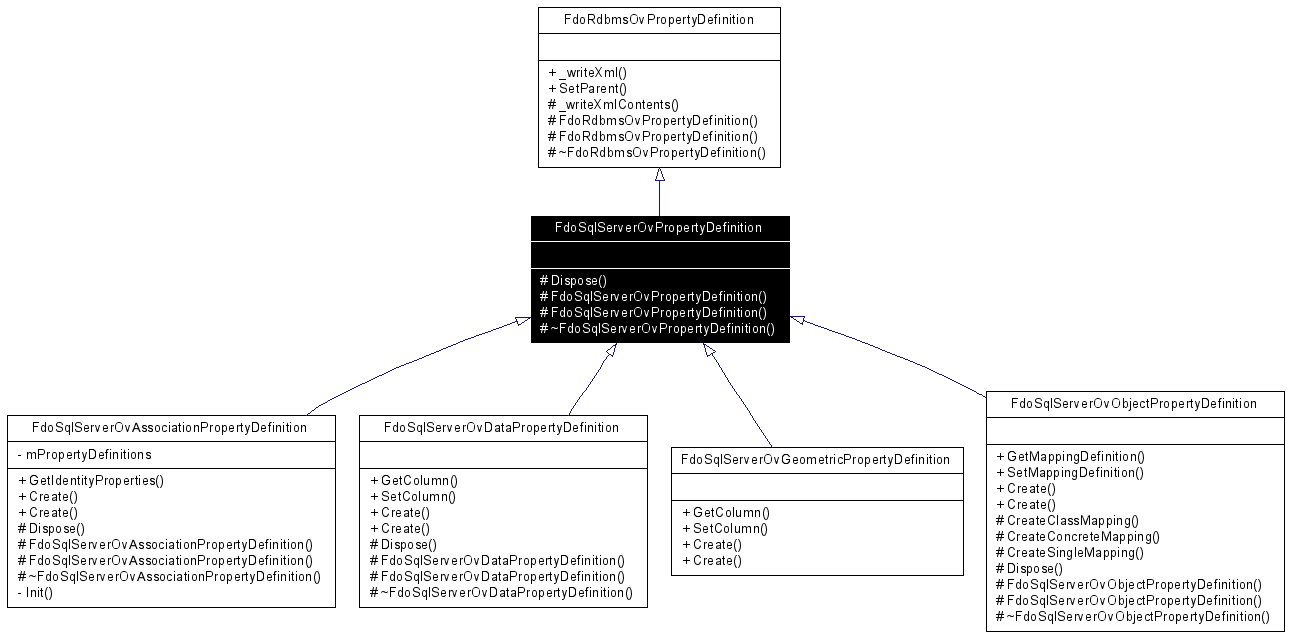 FdoRdbmsOvPropertyDefinition
+ _writeXml()
+ SetParent()
# _writeXmlContents()
# FdoRdbmsOvPropertyDefinition()
# FdoRdbmsOvPropertyDefinition()
# ~FdoRdbmsOvPropertyDefinition()
FdoSqlServerOvPropertyDefinition
# Dispose()
# FdoSqlServerOvPropertyDefinition()
# FdoSqlServerOvPropertyDefinition()
# ~FdoSqlServerOvPropertyDefinition()
FdoSqlServerOvAssociationPropertyDefinition
- mPropertyDefinitions
+ GetIdentityProperties()
+ Create()
+ Create()
# Dispose()
# FdoSqlServerOvAssociationPropertyDefinition()
# FdoSqlServerOvAssociationPropertyDefinition()
# ~FdoSqlServerOvAssociationPropertyDefinition()
- Init()
FdoSqlServerOvDataPropertyDefinition
+ GetColumn()
+ SetColumn()
+ Create()
+ Create()
# Dispose()
# FdoSqlServerOvDataPropertyDefinition()
# FdoSqlServerOvDataPropertyDefinition()
# ~FdoSqlServerOvDataPropertyDefinition()
FdoSqlServerOvGeometricPropertyDefinition
+ GetColumn()
+ SetColumn()
+ Create()
+ Create()
FdoSqlServerOvObjectPropertyDefinition
+ GetMappingDefinition()
+ SetMappingDefinition()
+ Create()
+ Create()
# CreateClassMapping()
# CreateConcreteMapping()
# CreateSingleMapping()
# Dispose()
# FdoSqlServerOvObjectPropertyDefinition()
# FdoSqlServerOvObjectPropertyDefinition()
# ~FdoSqlServerOvObjectPropertyDefinition()